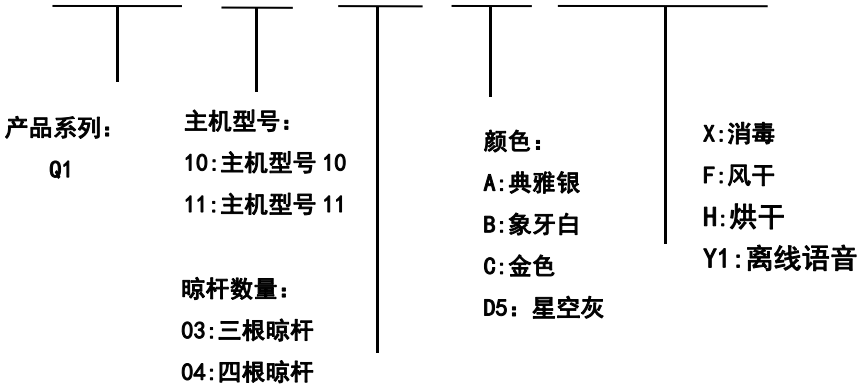 产品系列:
Q1
主机型号:
10:主机型号 10
11:主机型号 11
晾杆数量:
03:三根晾杆
04:四根晾杆
颜色:
A:典雅银
B:象牙白
C:金色
D5: 星空灰
X:消毒
F:风干
H:烘干
Y1:离线语音